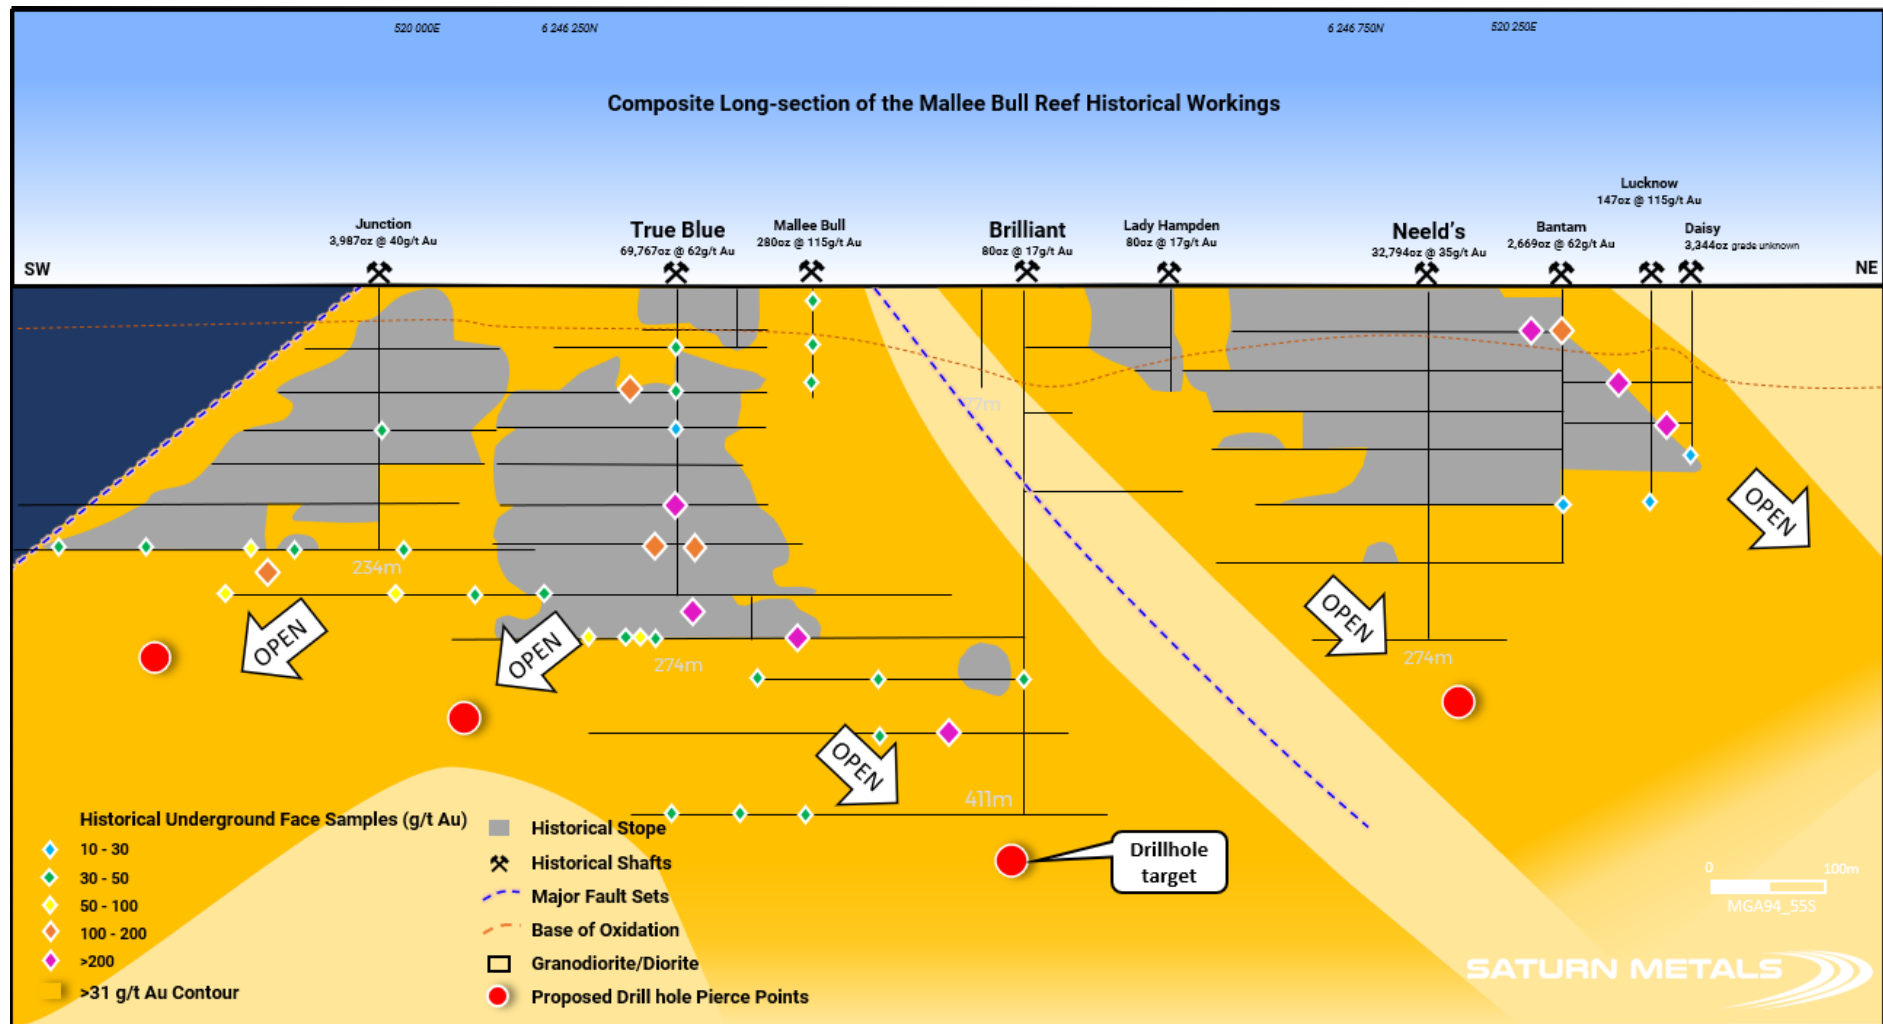 520 000E
6 246 250N
6 246 750N
520 250E
Composite Long-section of the Mallee Bull Reef Historical Workings
Junction
3,987oz @ 40g/t Au
True Blue
69,767oz @ 62g/t Au
Mallee Bull
280oz @ 115g/t Au
Brilliant
80oz @ 17g/t Au
Lady Hampden
80oz @ 17g/t Au
Neeld's
32,794oz @ 35g/t Au
Bantam
2,669oz @ 62g/t Au
Lucknow
147oz @ 115g/t Au
Daisy
3,344oz grade unknown
SW
NE
77m
OPEN
234m
OPEN
OPEN
274m
OPEN
274m
OPEN
411m
Drillhole
target
Historical Underground Face Samples (g/t Au)
10 - 30
30 - 50
50 - 100
100 - 200
>200
>31 g/t Au Contour
Historical Stope
Historical Shafts
Major Fault Sets
Base of Oxidation
Granodiorite/Diorite
Proposed Drill hole Pierce Points
0 100m
MGA94_55S
SATURN METALS